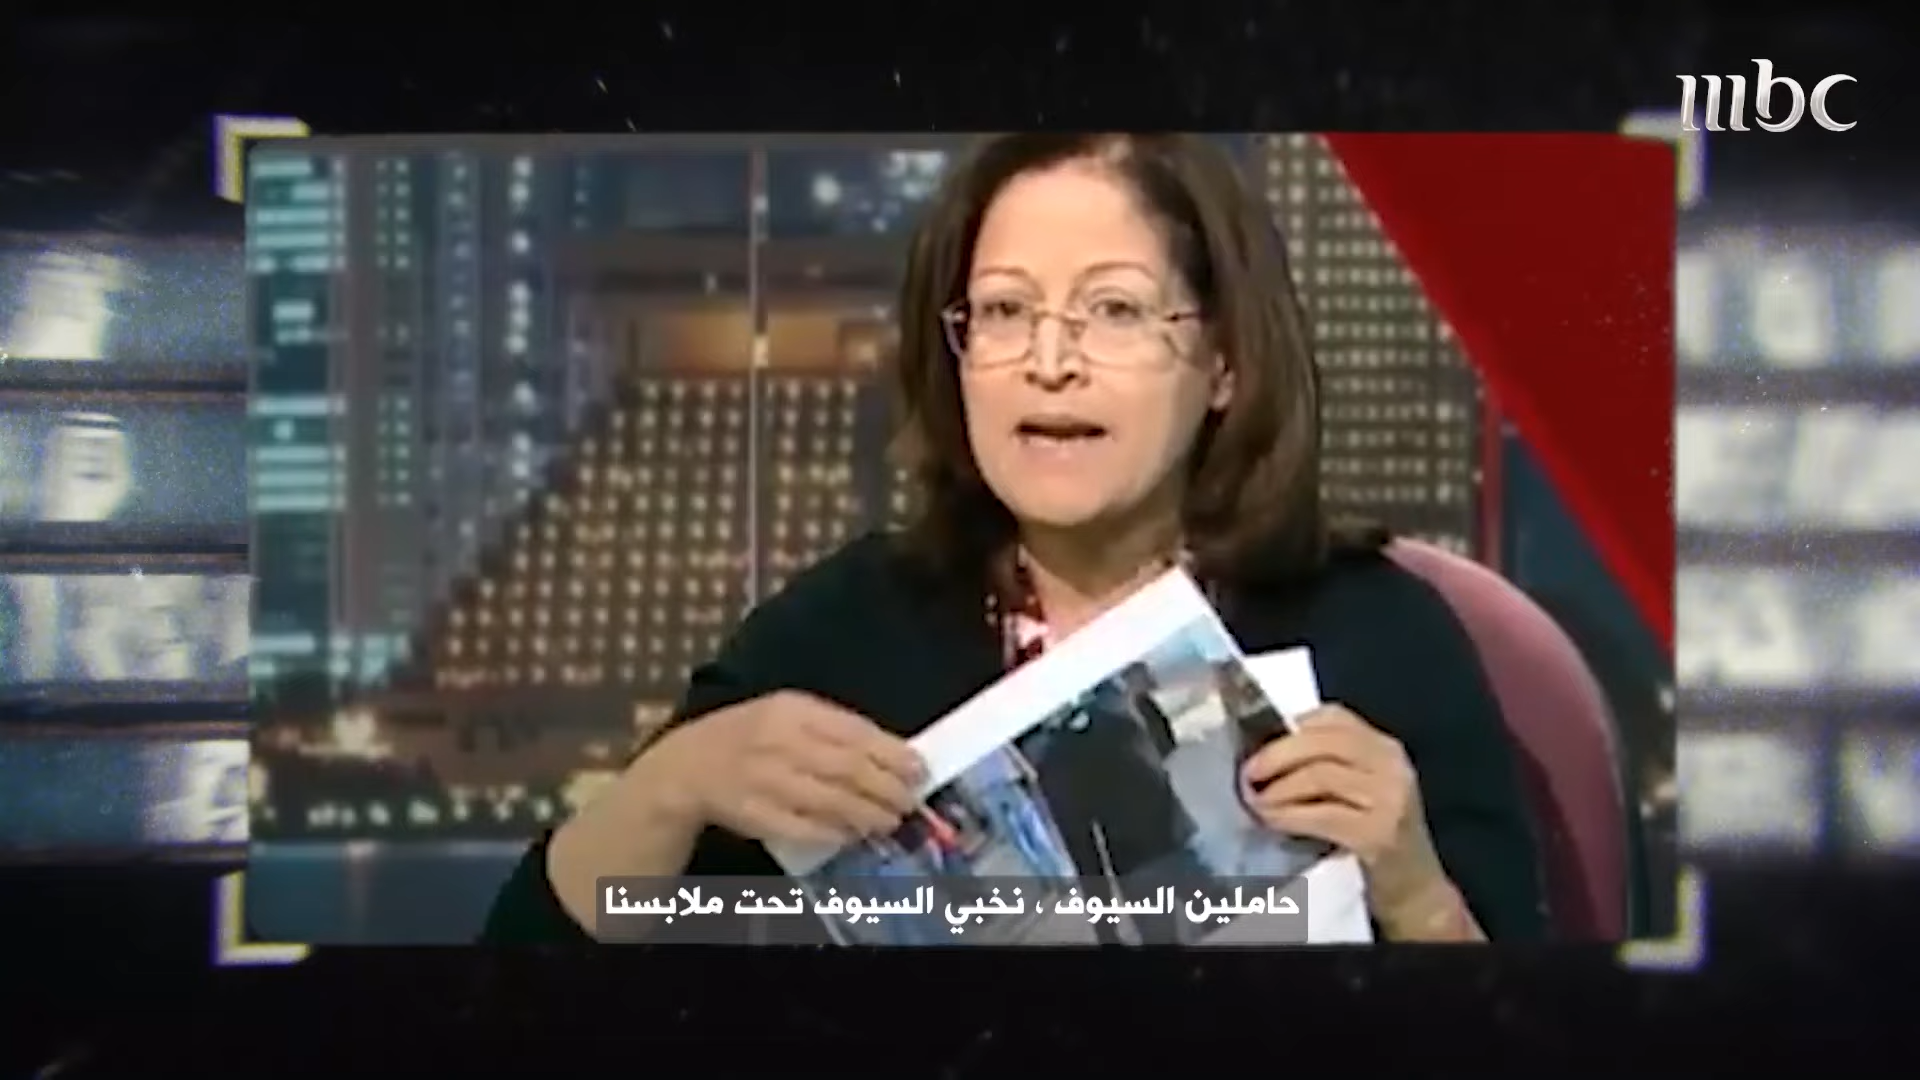 mbc
حاملين السيوف ، نخبي السيوف تحت ملابسنا